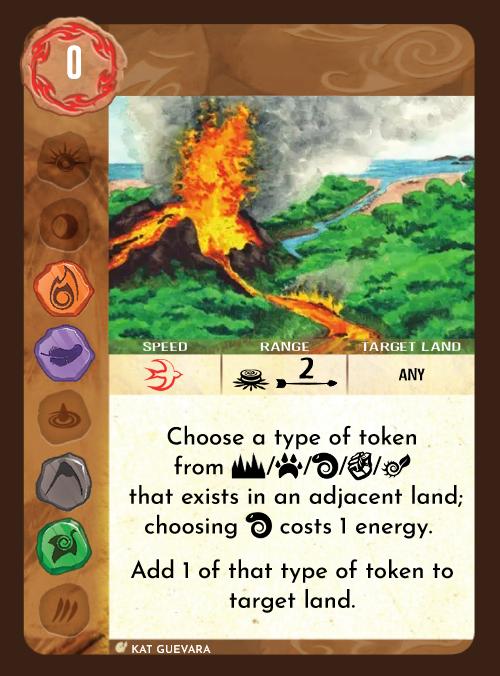 0
SPEED RANGE TARGET LAND
2 ANY
Choose a type of token
from / / / /
that exists in an adjacent land;
choosing costs 1 energy.
Add 1 of that type of token to
target land.
KAT GUEVARA